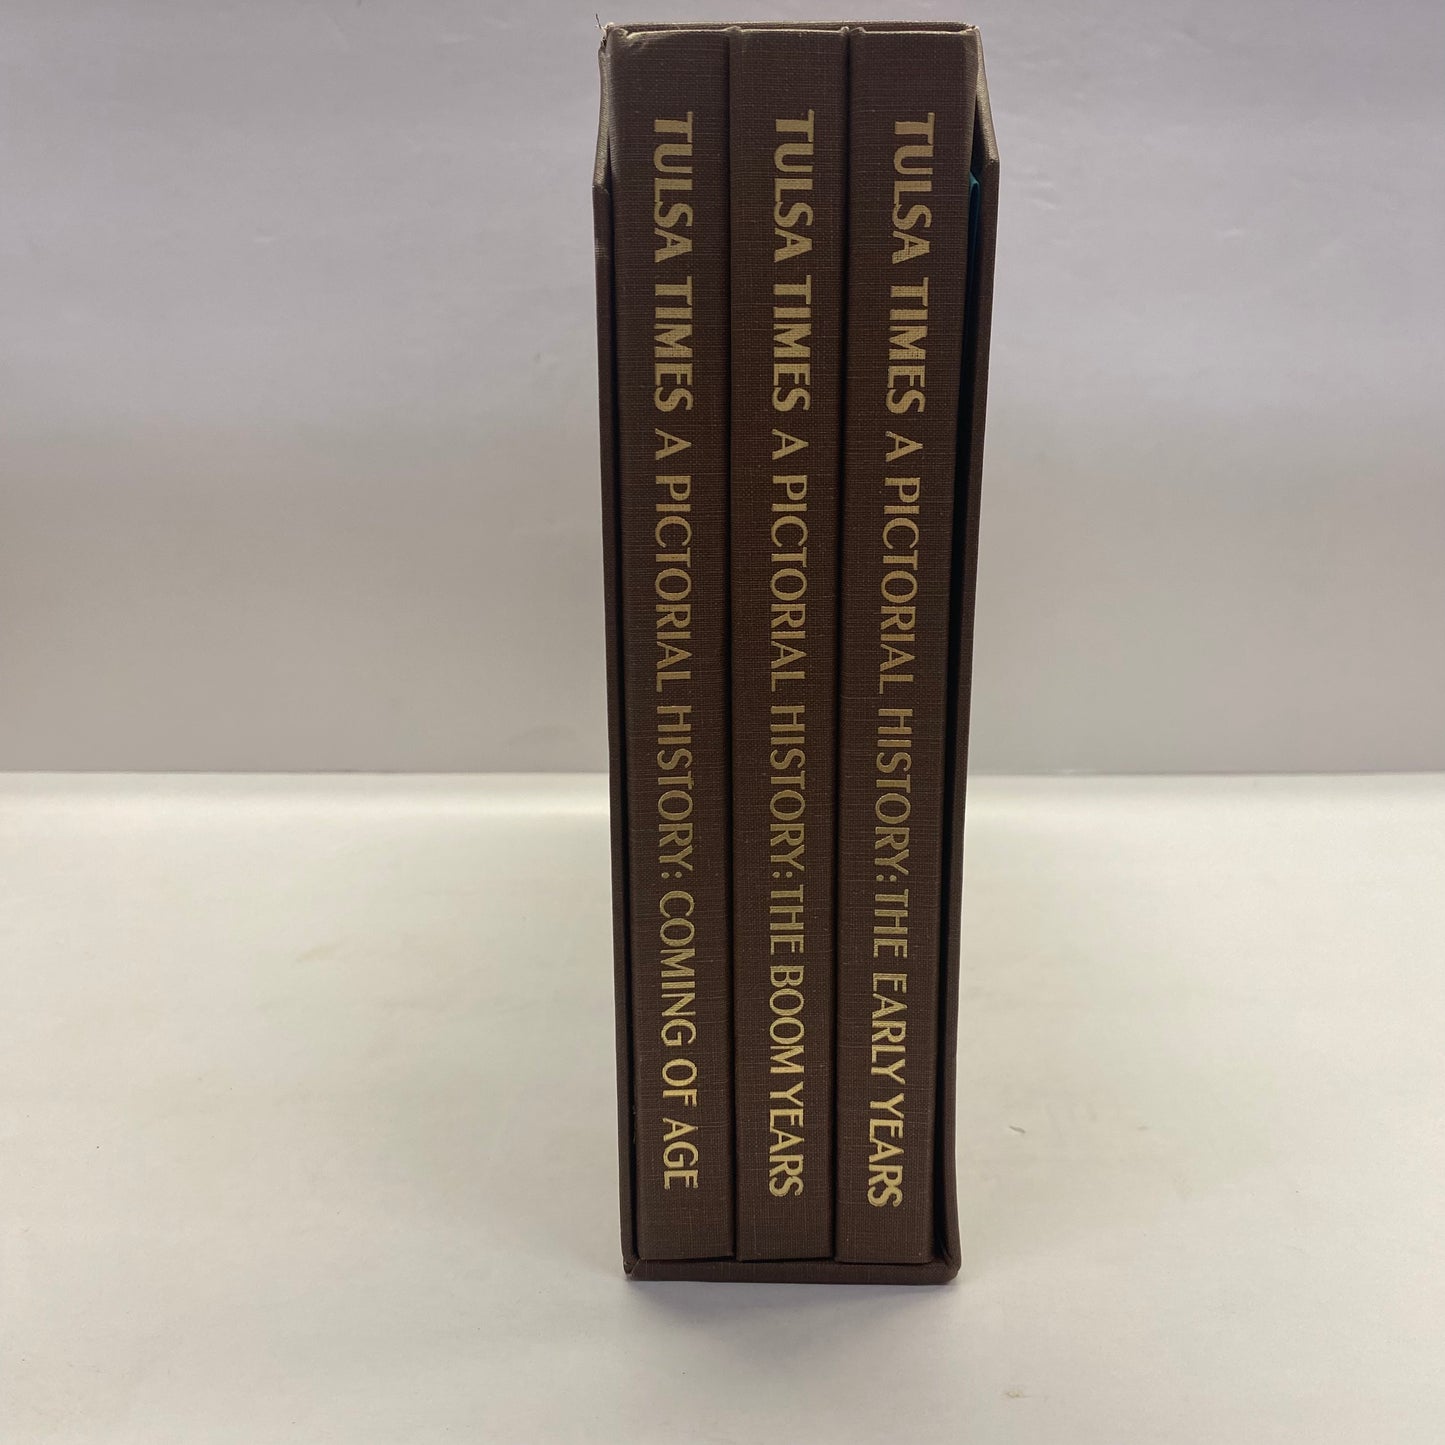 TULSA TIMES A PICTORIAL HISTORY: COMING OF AGE
TULSA TIMES A PICTORIAL HISTORY: THE BOOM YEARS
TULSA TIMES A PICTORIAL HISTORY: THE EARLY YEARS